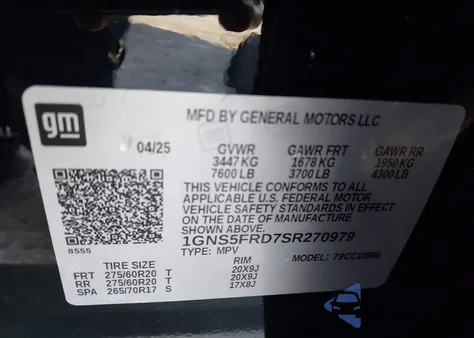 gm
MFD BY GENERAL MOTORS LLC
04/25 GVWR GAWR FRT GAWR RR
3447 KG 1678 KG 1950 KG
7600 LB 3700 LB 4300 LB
THIS VEHICLE CONFORMS TO ALL
APPLICABLE U.S. FEDERAL MOTOR
VEHICLE SAFETY STANDARDS IN EFFECT
ON THE DATE OF MANUFACTURE
SHOWN ABOVE.
8555
1GNS5FRD7SR270979
TYPE: MPV MODEL:
TIRE SIZE RIM
FRT 275/60R20 T 20X9J
RR 275/60R20 T 20X9J
SPA 265/70R17 S 17X8J